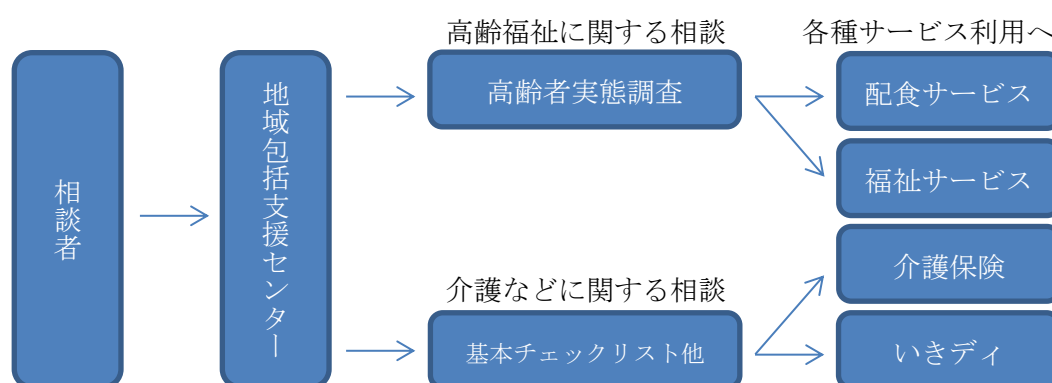 高齢福祉に関する相談
各種サービス利用へ
相談者
地域包括支援センター
高齢者実態調査
配食サービス
福祉サービス
介護保険
介護などに関する相談
基本チェックリスト他
いきディ